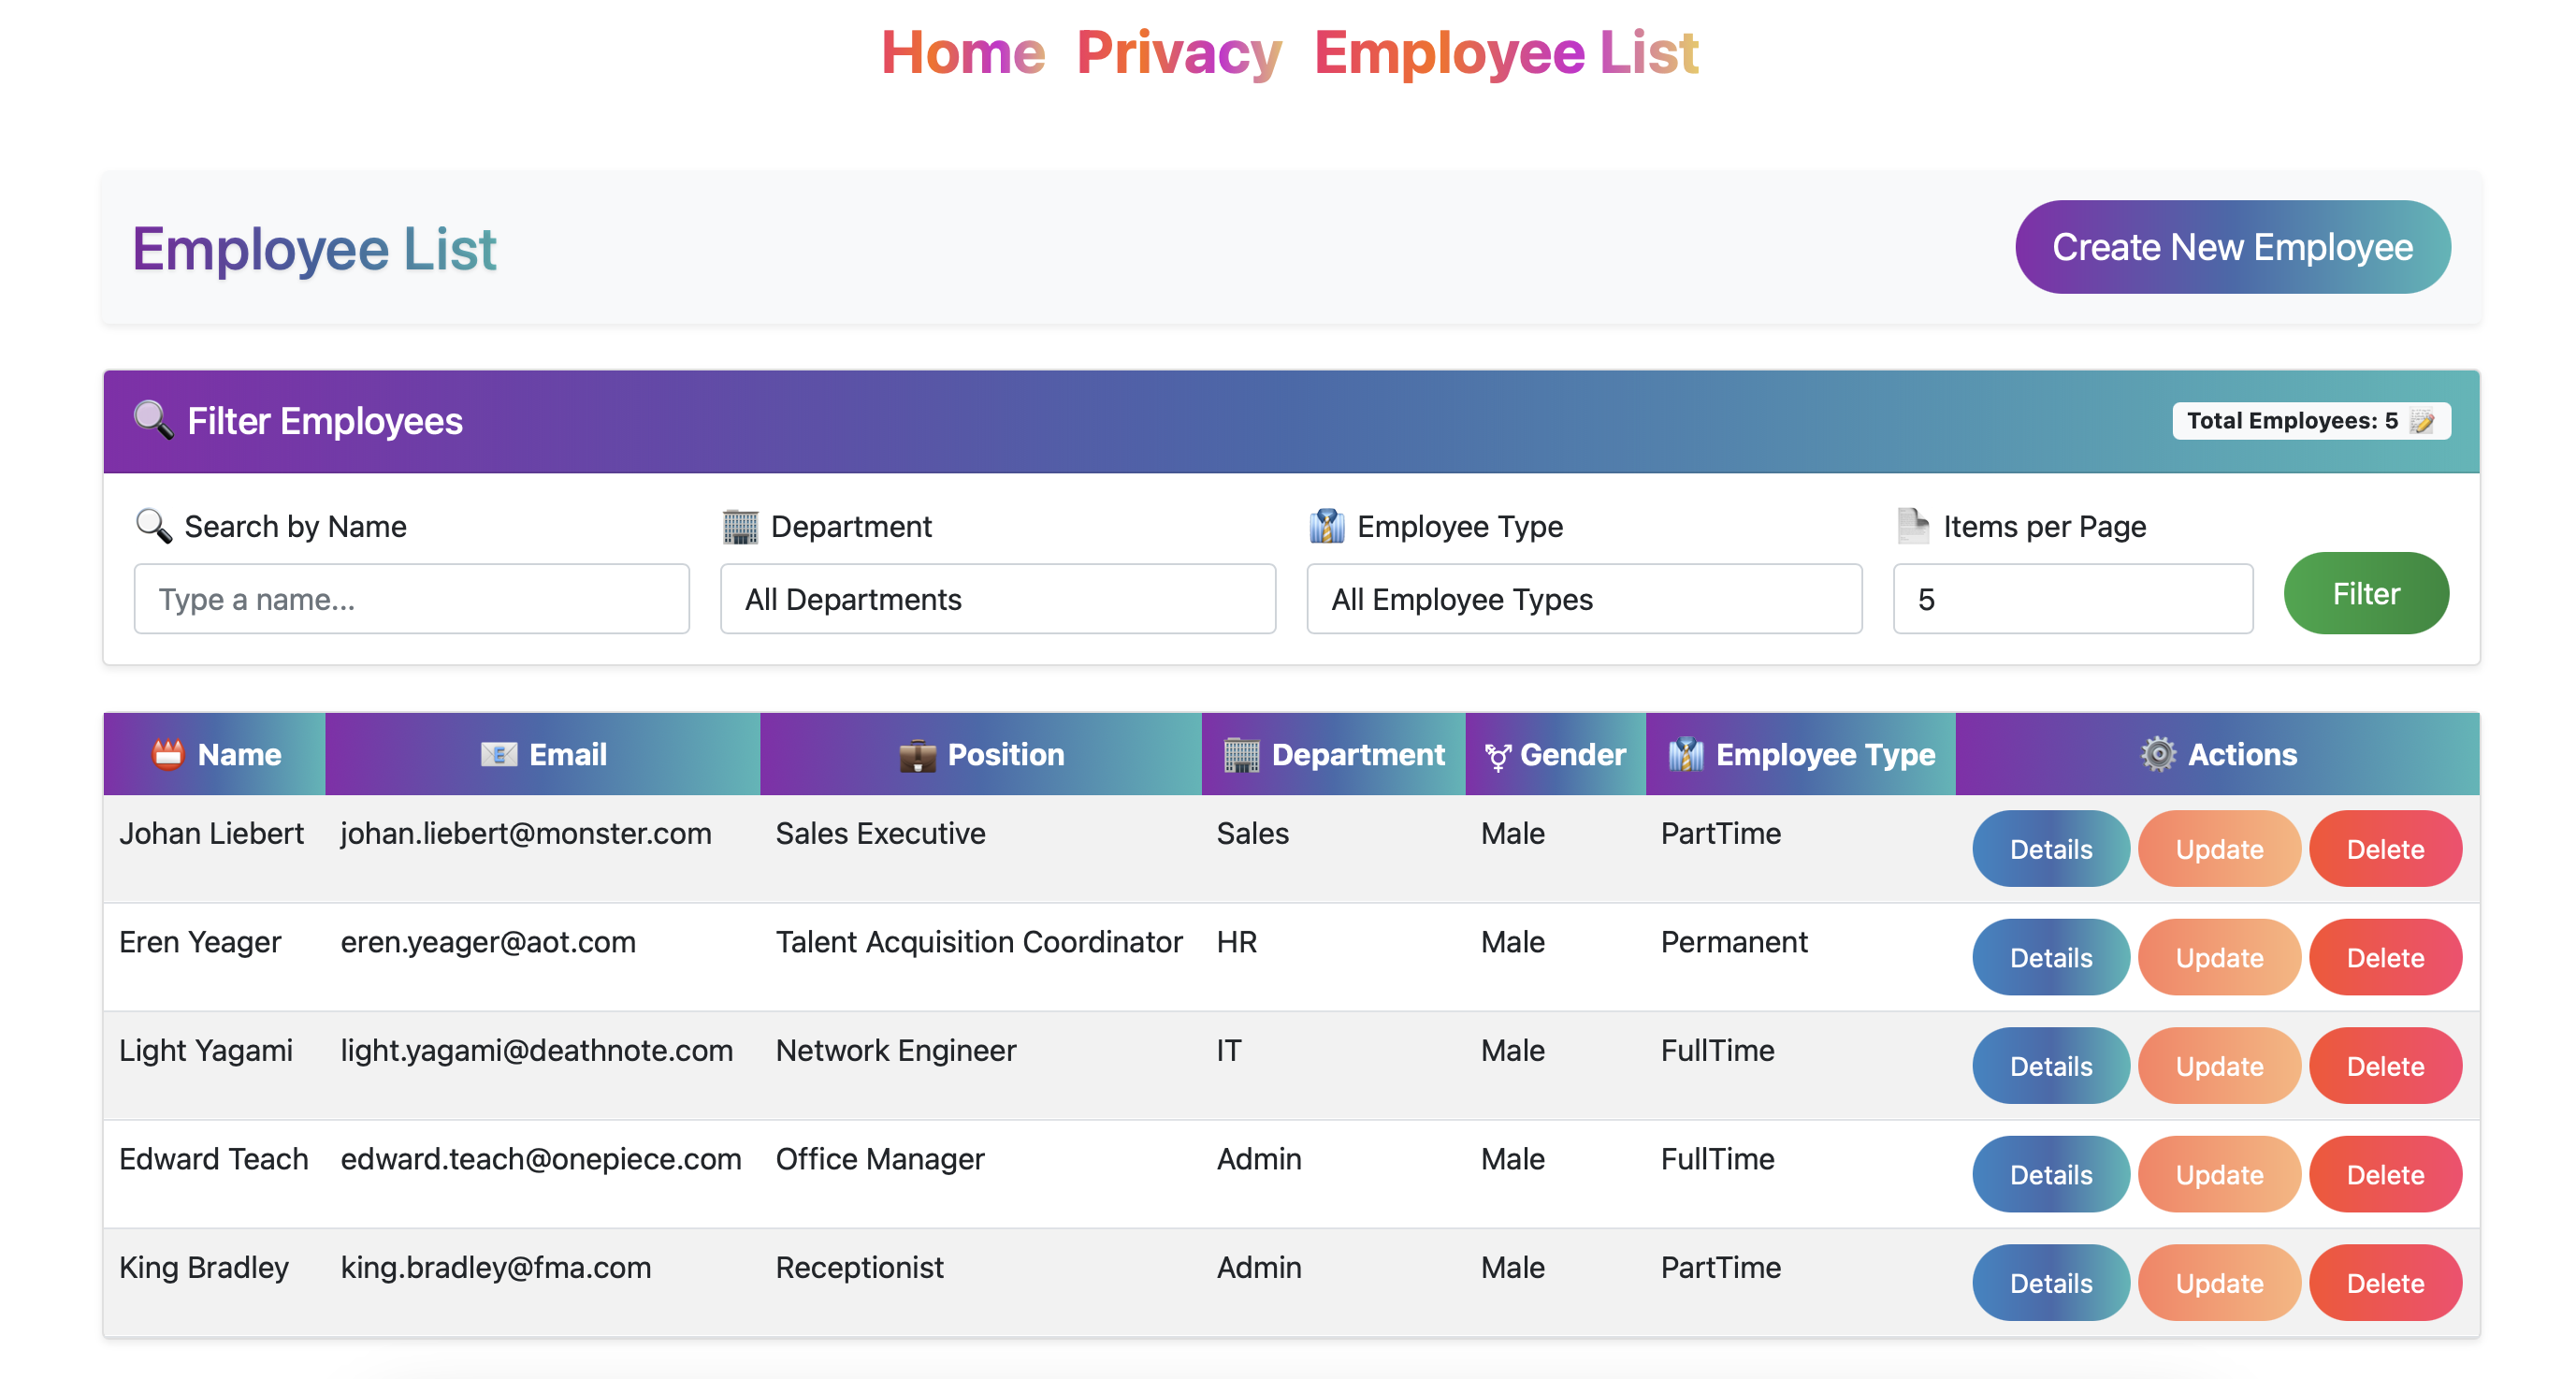 Home Privacy Employee List
Employee List
Create New Employee
Filter Employees
Total Employees: 5
Search by Name Department Employee Type Items per Page
Type a name... All Departments All Employee Types 5 Filter
Name Email Position Department Gender Employee Type Actions
Johan Liebert johan.liebert@monster.com Sales Executive Sales Male PartTime Details Update Delete
Eren Yeager eren.yeager@aot.com Talent Acquisition Coordinator HR Male Permanent Details Update Delete
Light Yagami light.yagami@deathnote.com Network Engineer IT Male FullTime Details Update Delete
Edward Teach edward.teach@onepiece.com Office Manager Admin Male FullTime Details Update Delete
King Bradley king.bradley@fma.com Receptionist Admin Male PartTime Details Update Delete